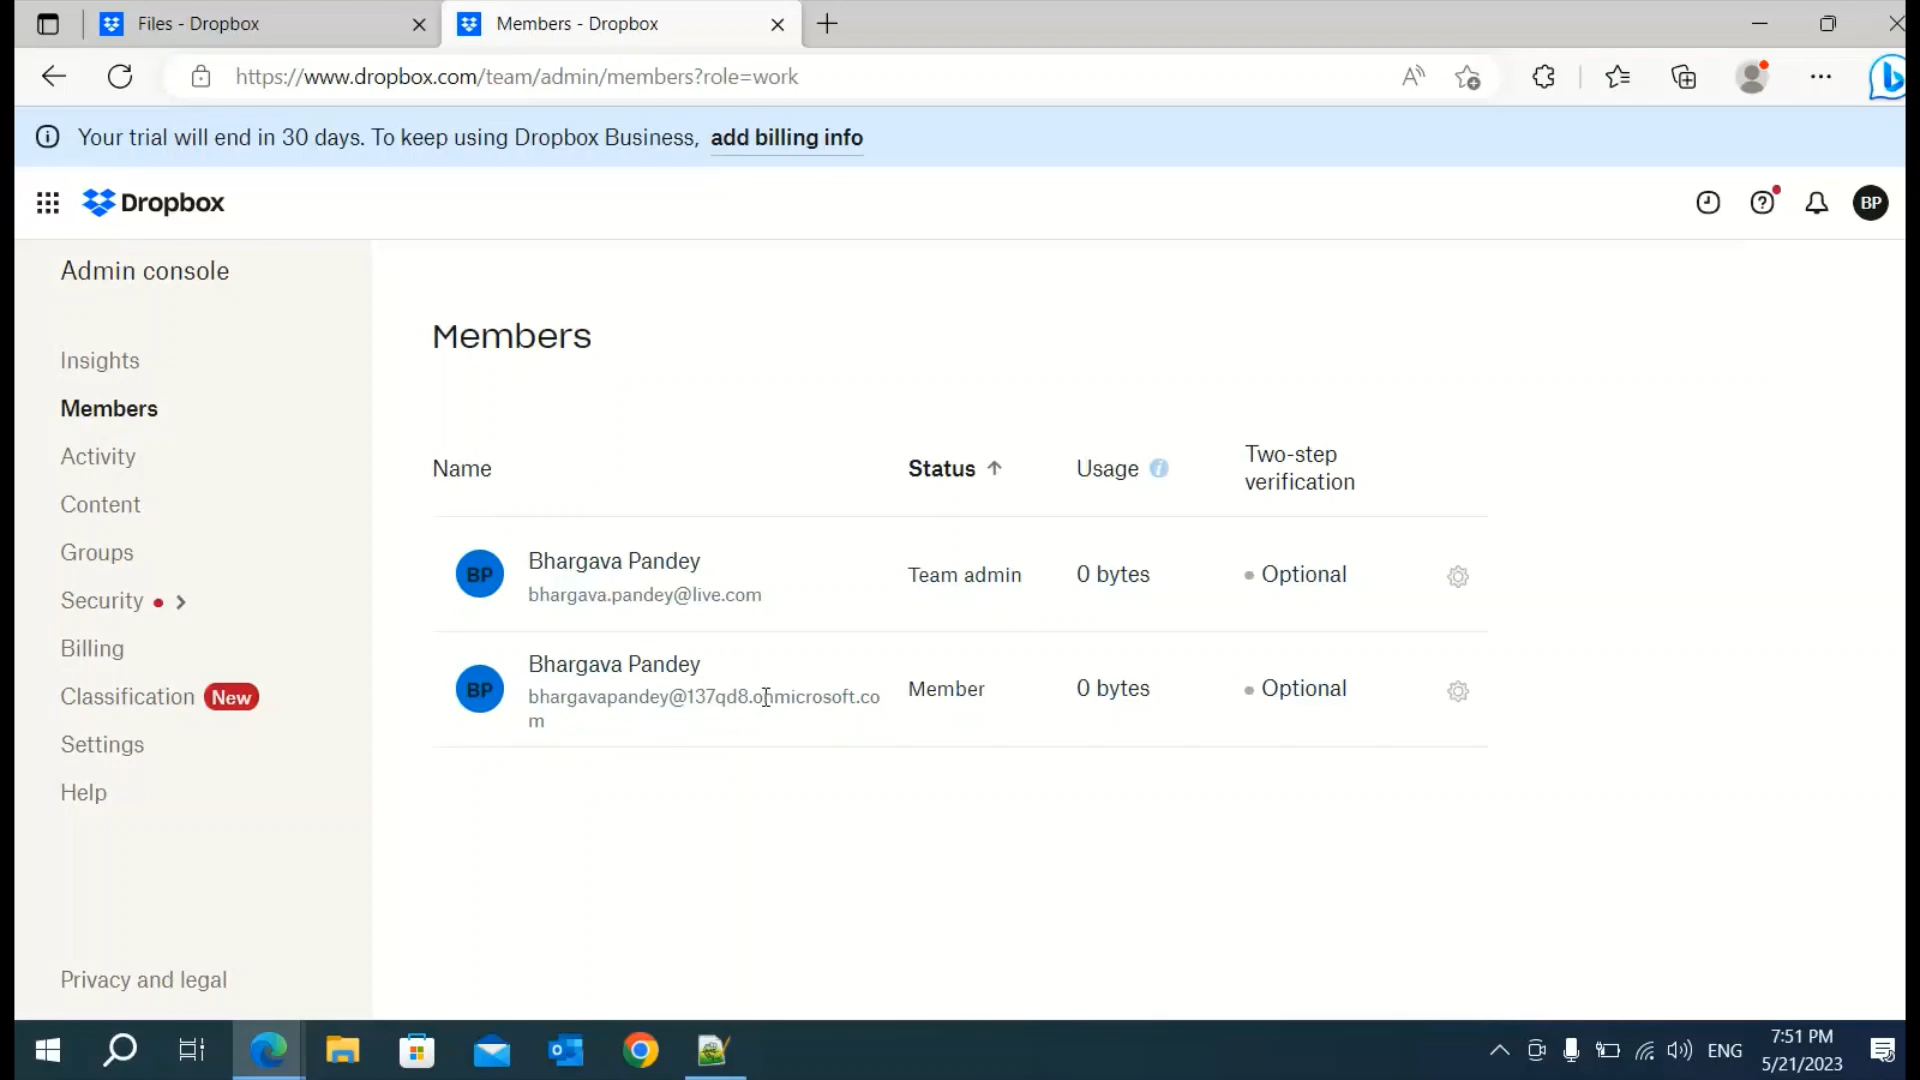 Files - Dropbox
Members - Dropbox
https://www.dropbox.com/team/admin/members?role=work
Your trial will end in 30 days. To keep using Dropbox Business, add billing info
Dropbox
BP
Admin console
Insights
Members
Activity
Content
Groups
Security
Billing
Classification New
Settings
Help
Privacy and legal
Members
Name Status Usage Two-step
verification
BP Bhargava Pandey Team admin 0 bytes Optional
bhargava.pandey@live.com
BP Bhargava Pandey Member 0 bytes Optional
bhargavapandey@137qd8.onmicrosoft.co
m
ENG
7:51 PM
5/21/2023